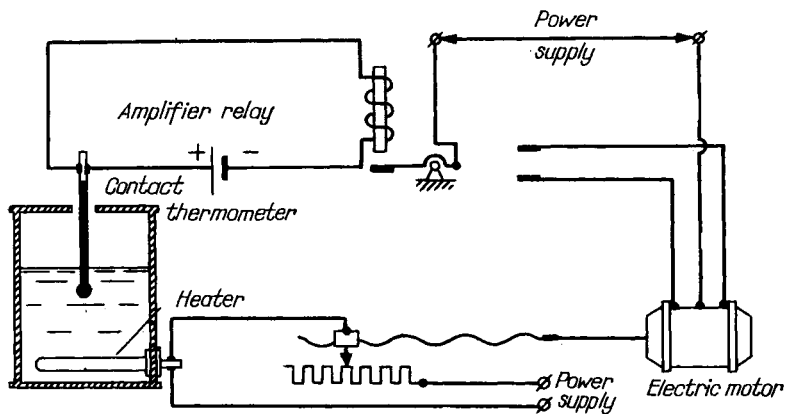 Power
supply
Amplifier relay
+ −
Contact
thermometer
Heater
Power
supply
Electric motor